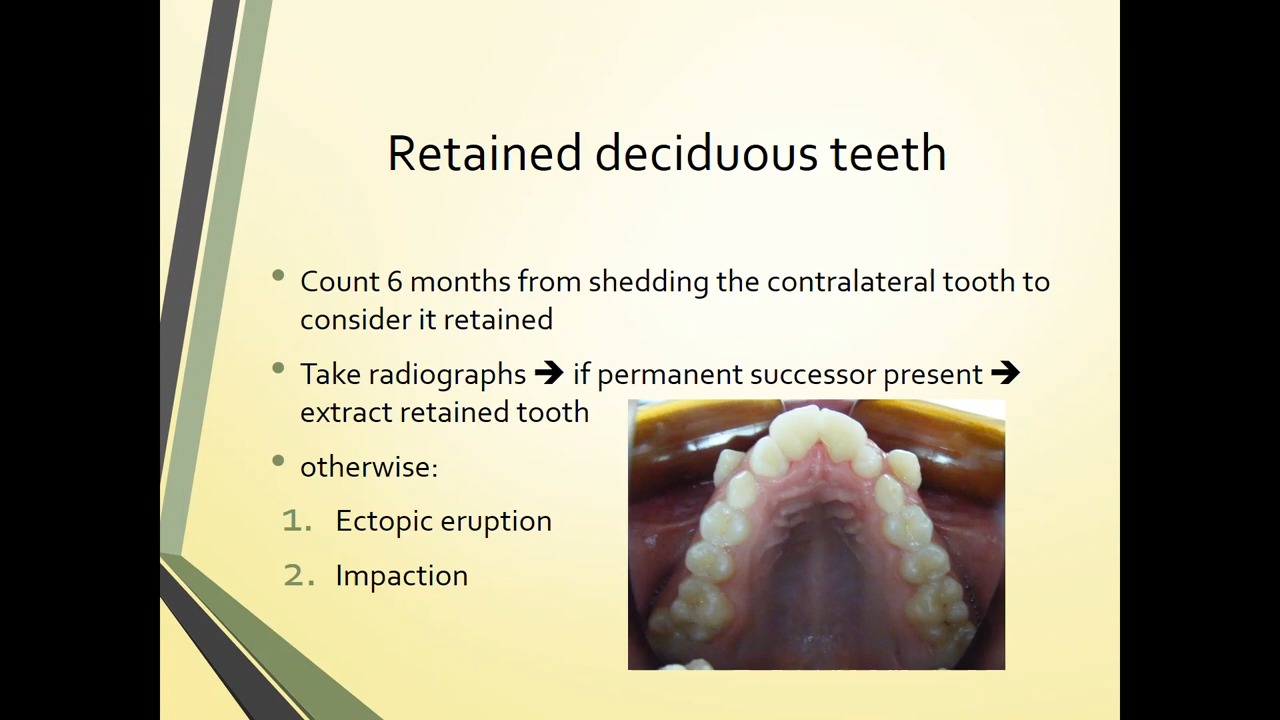 Retained deciduous teeth
• Count 6 months from shedding the contralateral tooth to
consider it retained
• Take radiographs 🡺 if permanent successor present 🡺
extract retained tooth
• otherwise:
1. Ectopic eruption
2. Impaction